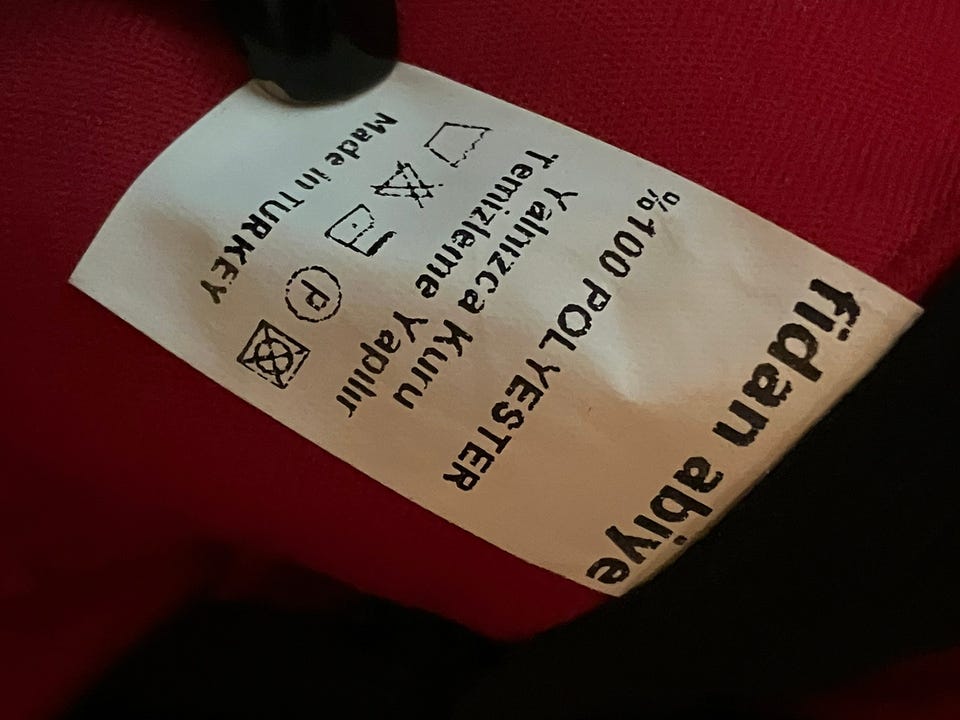 fidan abiye
%100 POLYESTER
Yalnızca Kuru
Temizleme Yapılır
P
Made in TURKEY